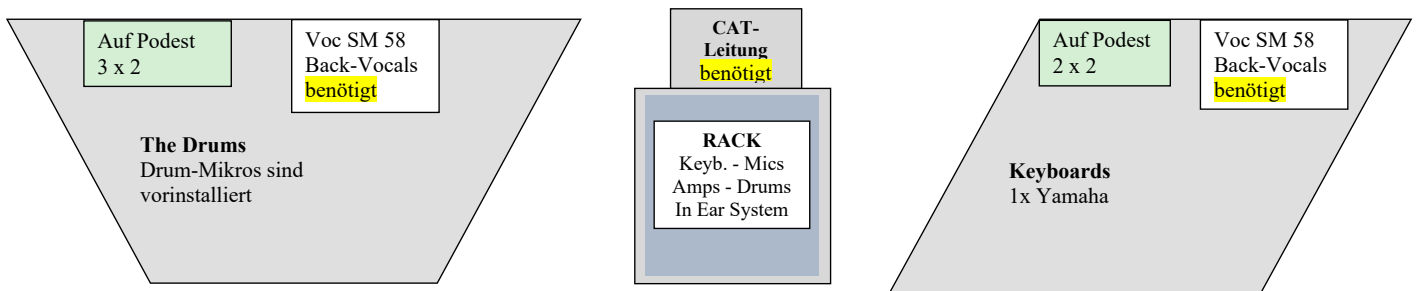 Auf Podest
3 x 2
Voc SM 58
Back-Vocals
benötigt
The Drums
Drum-Mikros sind
vorinstalliert
CAT-
Leitung
benötigt
RACK
Keyb. - Mics
Amps - Drums
In Ear System
Auf Podest
2 x 2
Voc SM 58
Back-Vocals
benötigt
Keyboards
1x Yamaha